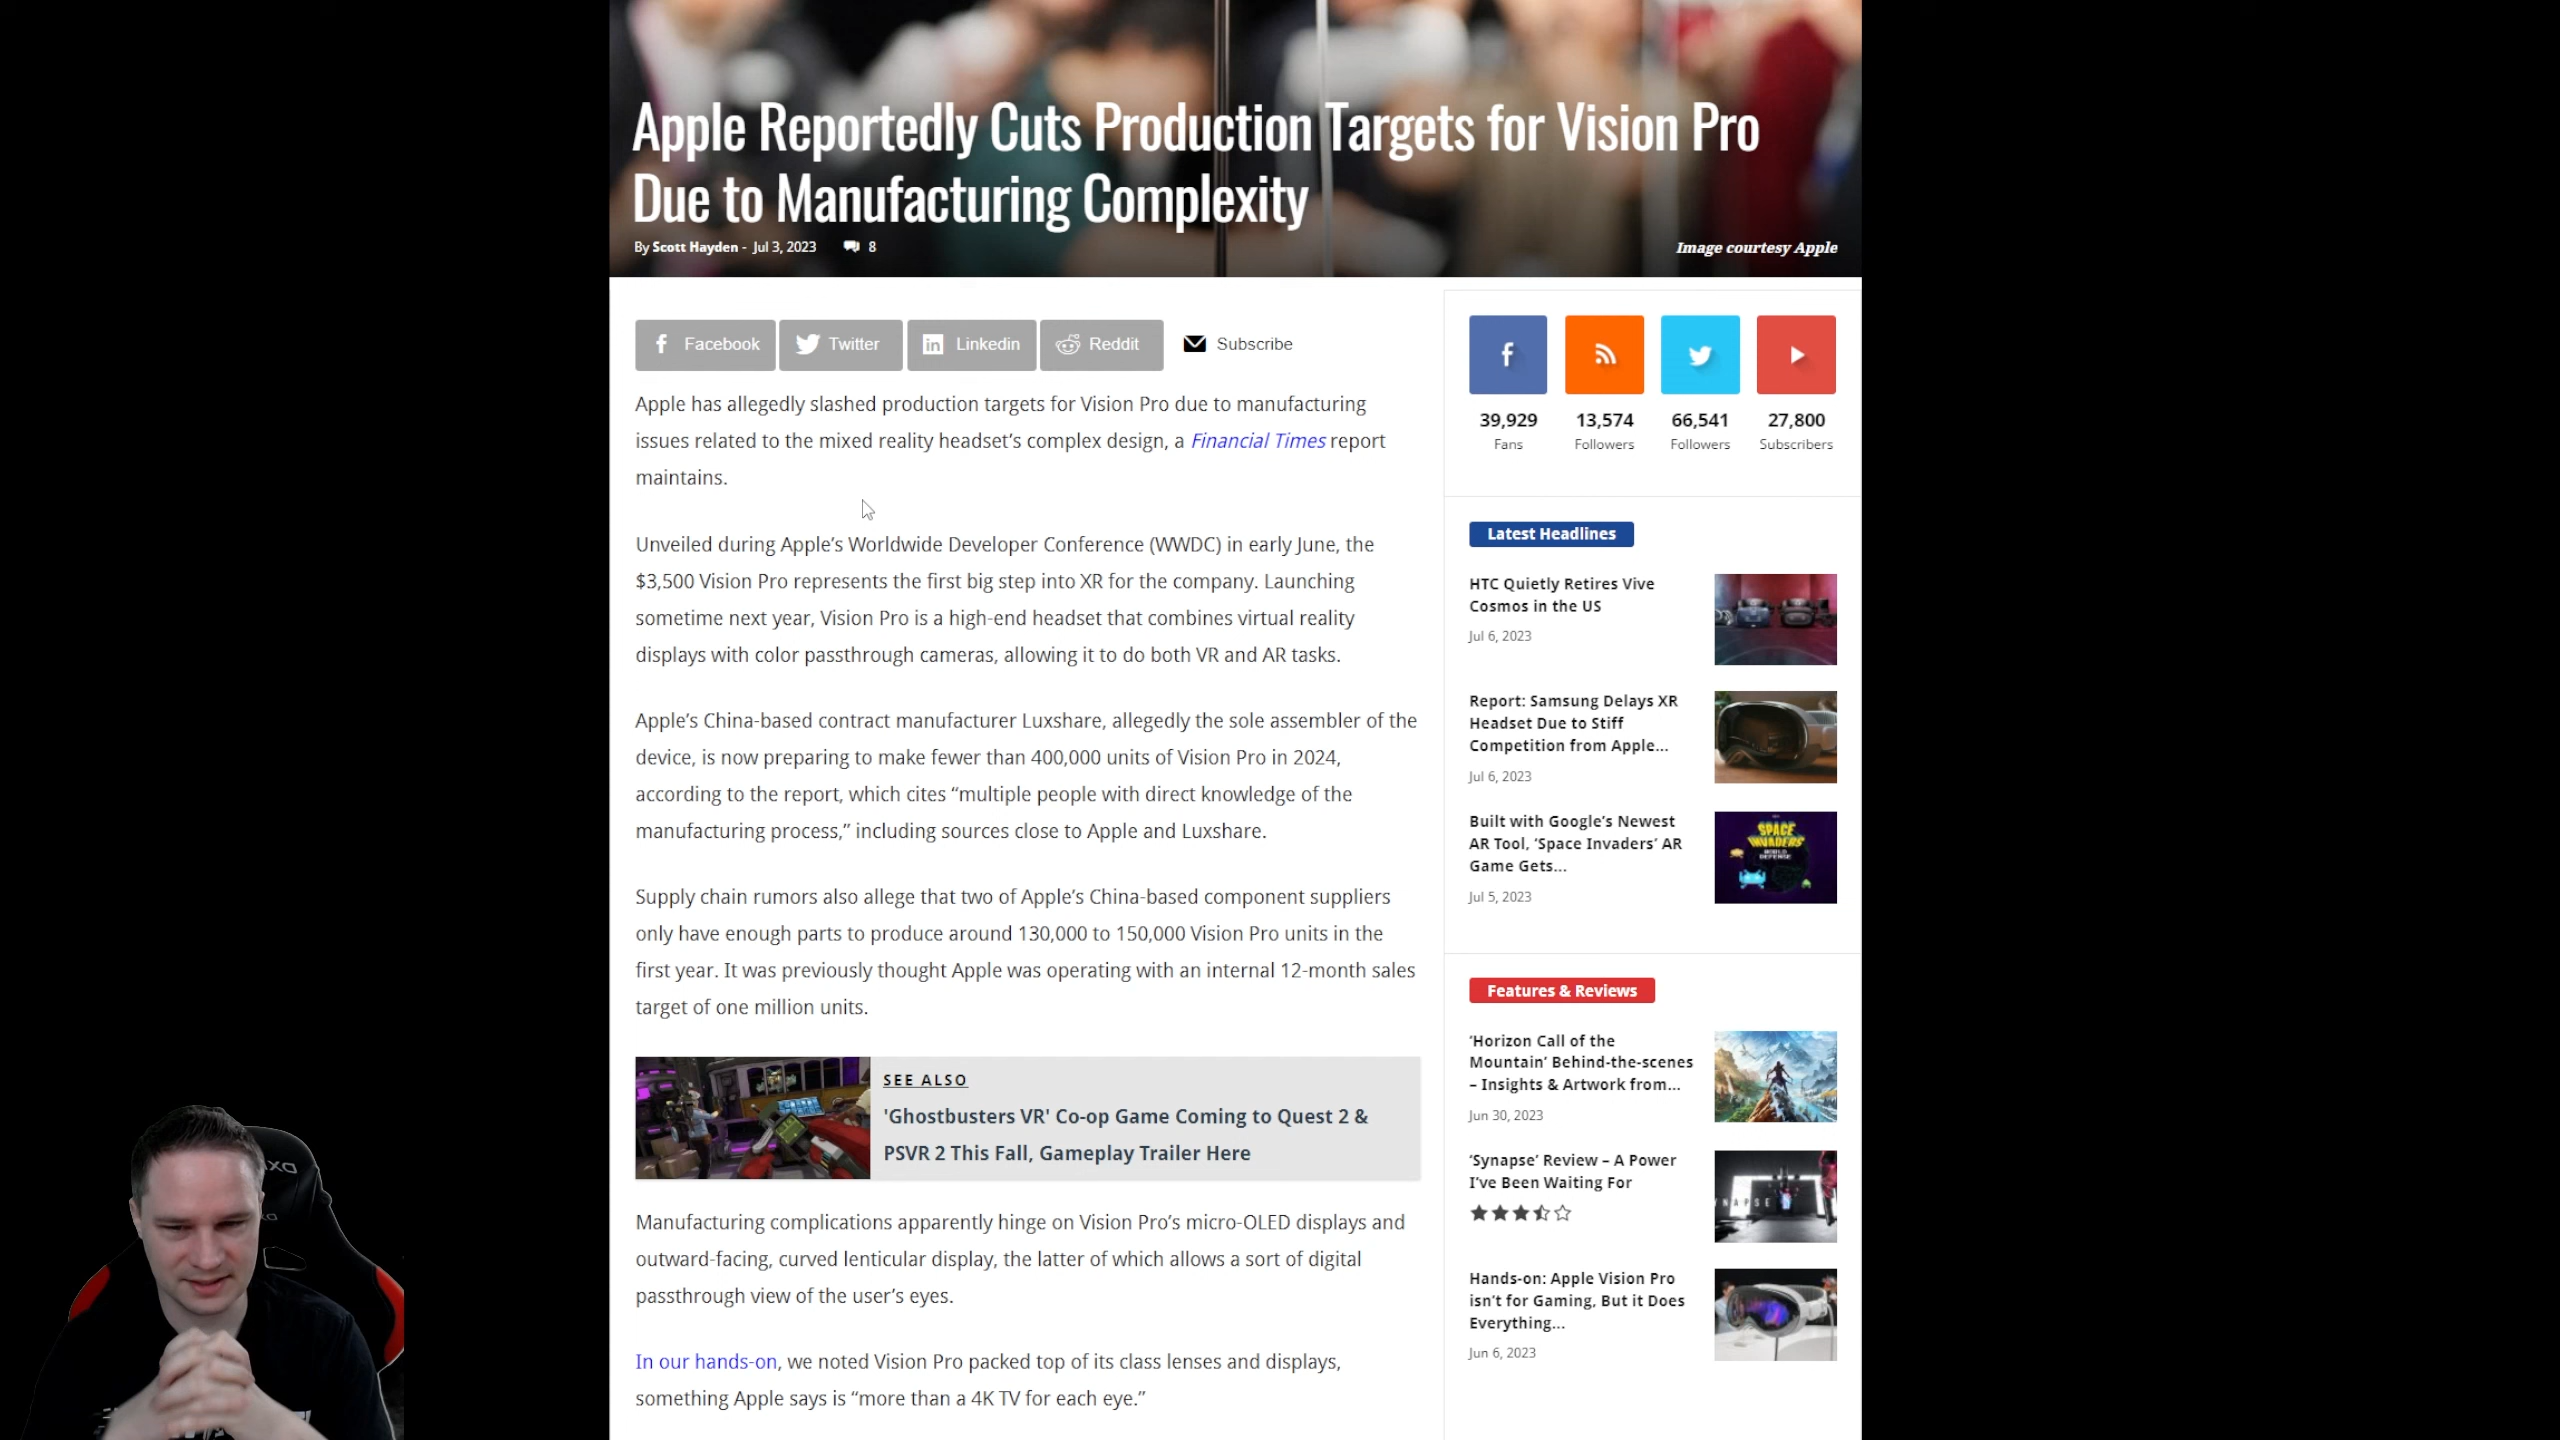 Apple Reportedly Cuts Production Targets for Vision Pro
Due to Manufacturing Complexity
By Scott Hayden - Jul 3, 2023 8
Image courtesy Apple
Facebook
Twitter
Linkedin
Reddit
Subscribe
Apple has allegedly slashed production targets for Vision Pro due to manufacturing
issues related to the mixed reality headset’s complex design, a Financial Times report
maintains.
Unveiled during Apple’s Worldwide Developer Conference (WWDC) in early June, the
$3,500 Vision Pro represents the first big step into XR for the company. Launching
sometime next year, Vision Pro is a high-end headset that combines virtual reality
displays with color passthrough cameras, allowing it to do both VR and AR tasks.
Apple’s China-based contract manufacturer Luxshare, allegedly the sole assembler of the
device, is now preparing to make fewer than 400,000 units of Vision Pro in 2024,
according to the report, which cites “multiple people with direct knowledge of the
manufacturing process,” including sources close to Apple and Luxshare.
Supply chain rumors also allege that two of Apple’s China-based component suppliers
only have enough parts to produce around 130,000 to 150,000 Vision Pro units in the
first year. It was previously thought Apple was operating with an internal 12-month sales
target of one million units.
SEE ALSO
'Ghostbusters VR' Co-op Game Coming to Quest 2 &
PSVR 2 This Fall, Gameplay Trailer Here
Manufacturing complications apparently hinge on Vision Pro’s micro-OLED displays and
outward-facing, curved lenticular display, the latter of which allows a sort of digital
passthrough view of the user’s eyes.
In our hands-on, we noted Vision Pro packed top of its class lenses and displays,
something Apple says is “more than a 4K TV for each eye.”
39,929
Fans
13,574
Followers
66,541
Followers
27,800
Subscribers
Latest Headlines
HTC Quietly Retires Vive
Cosmos in the US
Jul 6, 2023
Report: Samsung Delays XR
Headset Due to Stiff
Competition from Apple...
Jul 6, 2023
Built with Google’s Newest
AR Tool, ‘Space Invaders’ AR
Game Gets...
Jul 5, 2023
SPACE
INVADERS
WORLD
DEFENSE
Features & Reviews
‘Horizon Call of the
Mountain’ Behind-the-scenes
– Insights & Artwork from...
Jun 30, 2023
‘Synapse’ Review – A Power
I’ve Been Waiting For
Hands-on: Apple Vision Pro
isn’t for Gaming, But it Does
Everything...
Jun 6, 2023